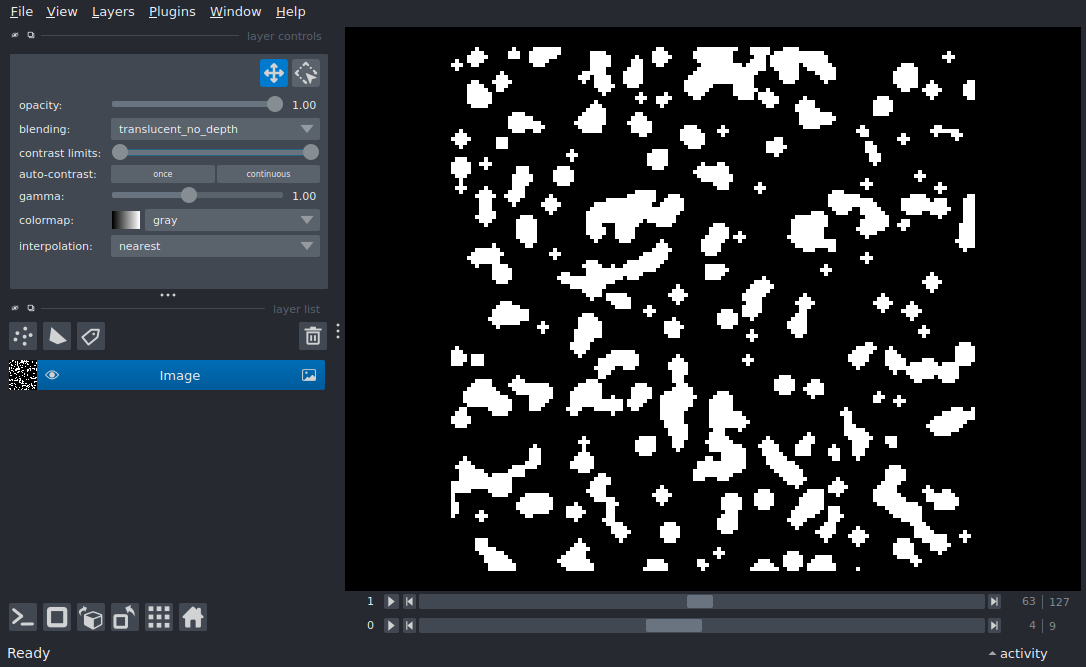 File View Layers Plugins Window Help
layer controls
opacity: 1.00
blending: translucent_no_depth
contrast limits:
auto-contrast: once continuous
gamma: 1.00
colormap: gray
interpolation: nearest
layer list
Image
1 63 127
0 4 9
Ready activity